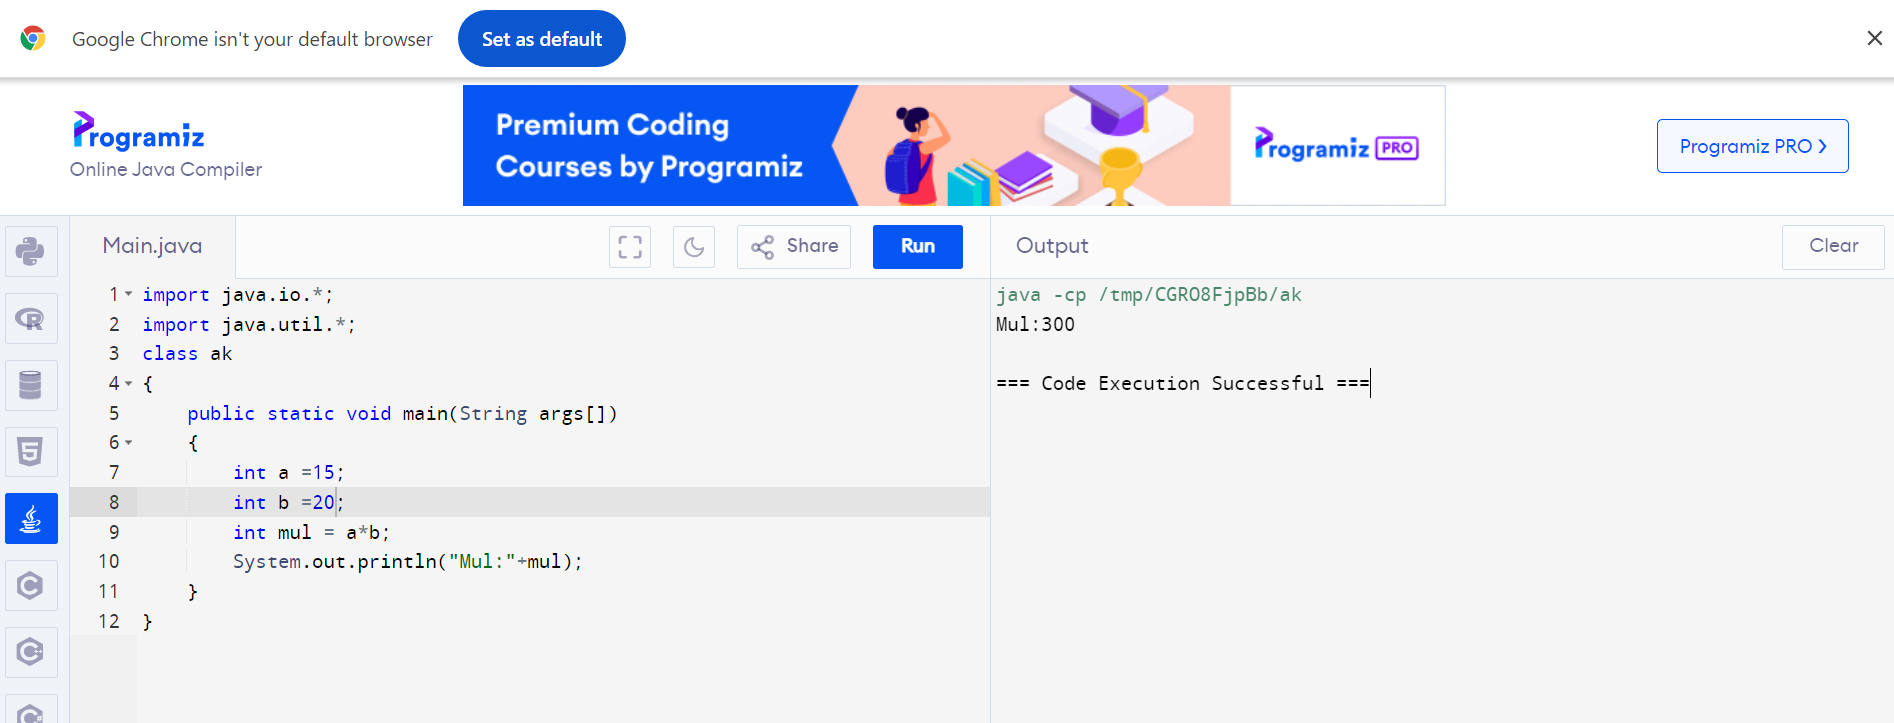 Google Chrome isn't your default browser
Set as default
Programiz
Online Java Compiler
Premium Coding
Courses by Programiz
Programiz PRO
Programiz PRO ›
Main.java
Share
Run
Output
Clear
1 import java.io.*;
2 import java.util.*;
3 class ak
4 {
5     public static void main(String args[])
6     {
7         int a =15;
8         int b =20;
9         int mul = a*b;
10         System.out.println("Mul:"+mul);
11     }
12 }
java -cp /tmp/CGRO8FjpBb/ak
Mul:300
=== Code Execution Successful ===